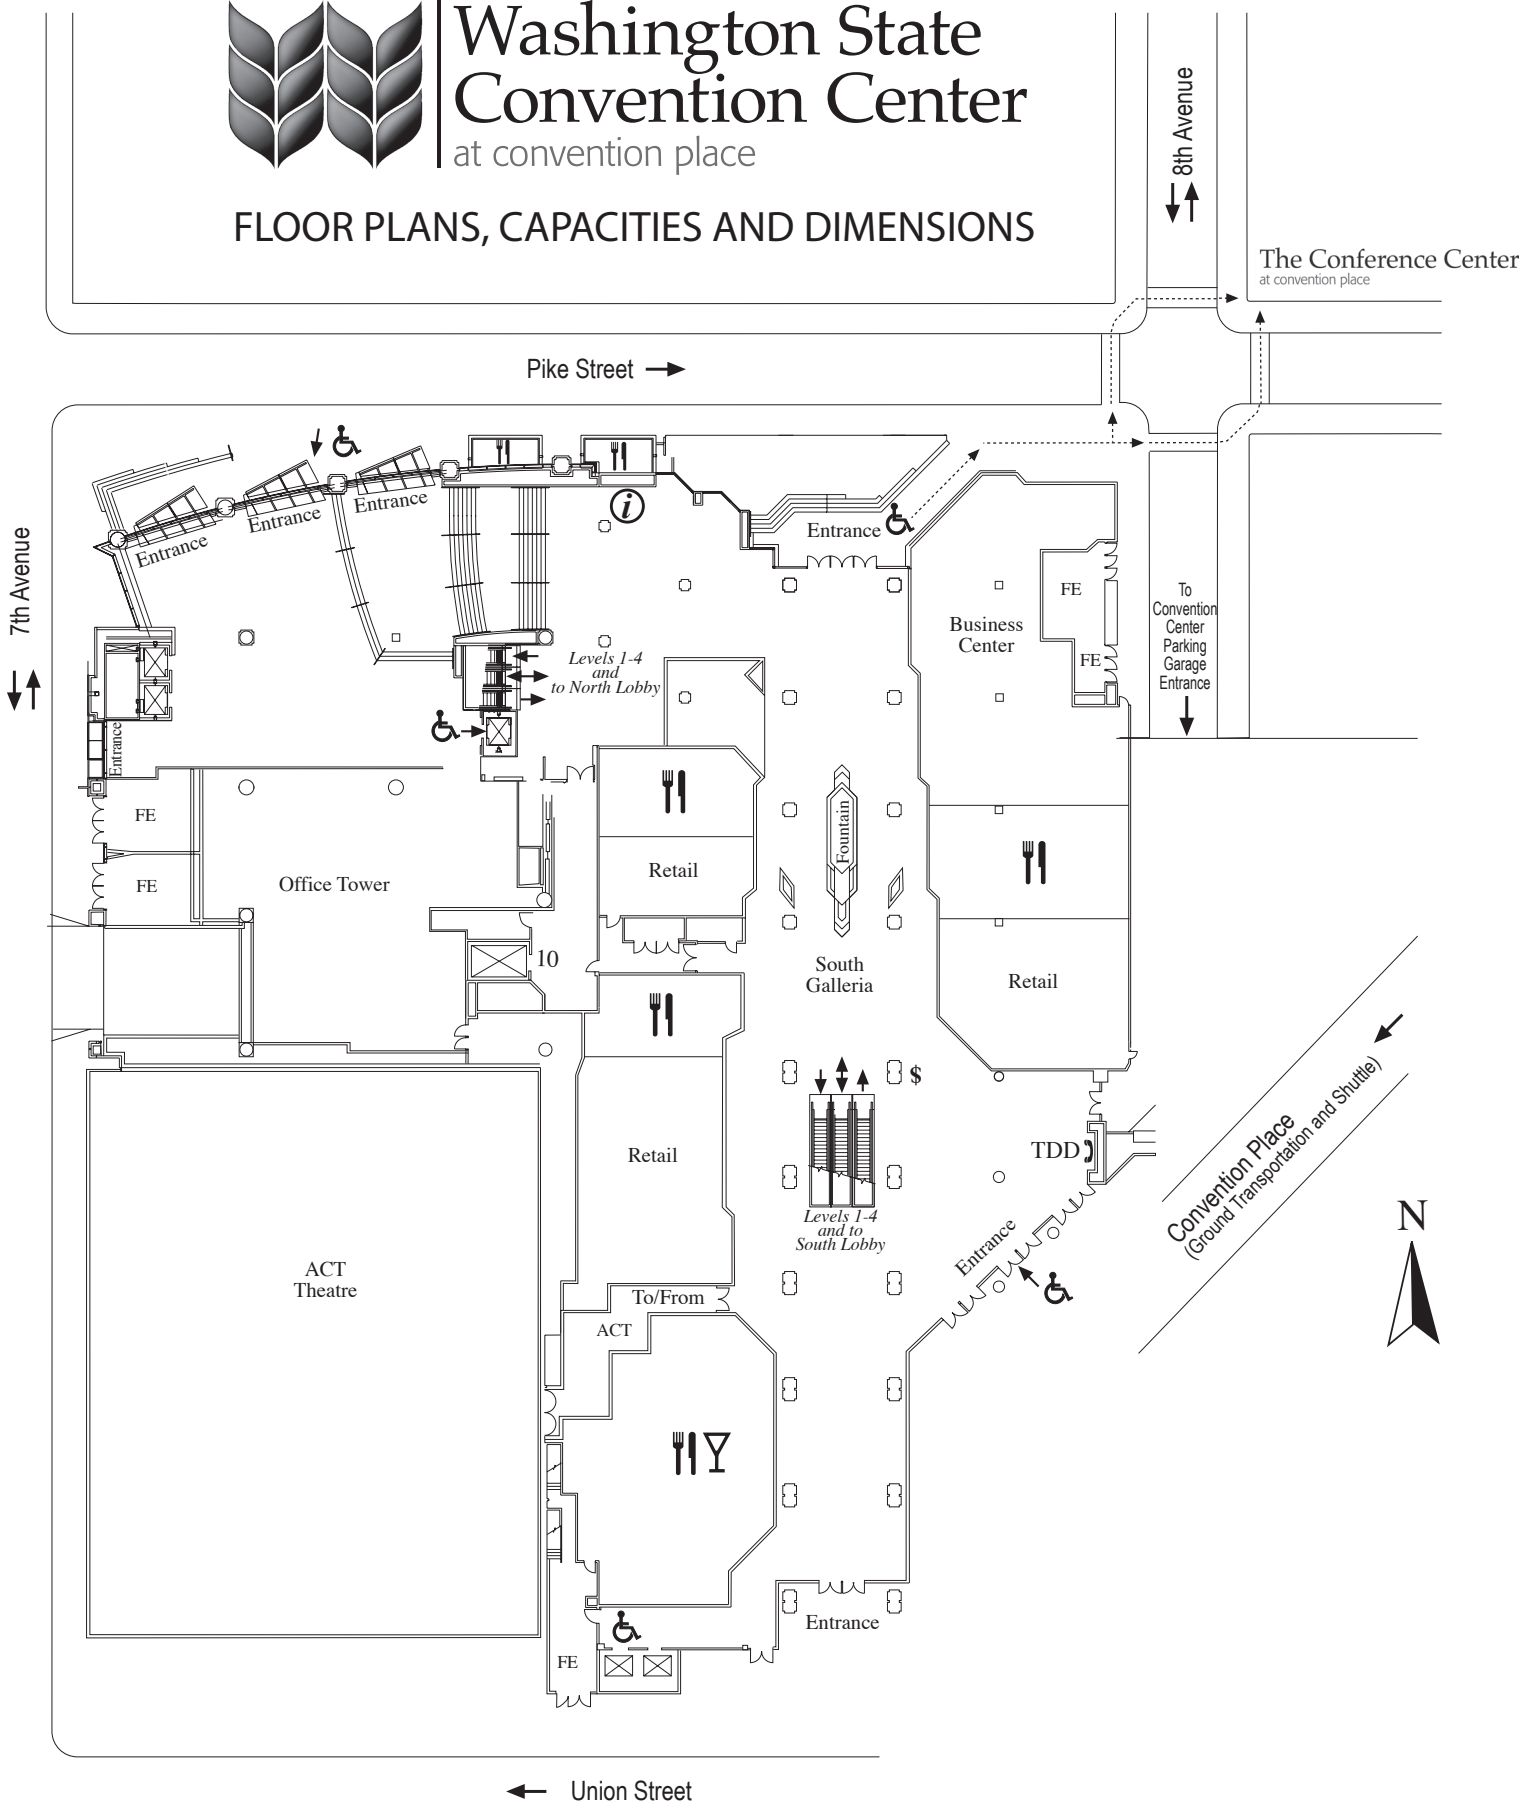 Washington State
Convention Center
at convention place
FLOOR PLANS, CAPACITIES AND DIMENSIONS
8th Avenue
The Conference Center
at convention place
Pike Street
7th Avenue
Entrance
Entrance
Entrance
i
Entrance
FE
Business
Center
FE
To
Convention
Center
Parking
Garage
Entrance
Levels 1-4
and
to North Lobby
Entrance
FE
FE
Office Tower
Retail
Fountain
10
South
Galleria
Retail
$
Retail
TDD
Levels 1-4
and to
South Lobby
Entrance
Convention Place
(Ground Transportation and Shuttle)
N
ACT
Theatre
To/From
ACT
Entrance
FE
Union Street